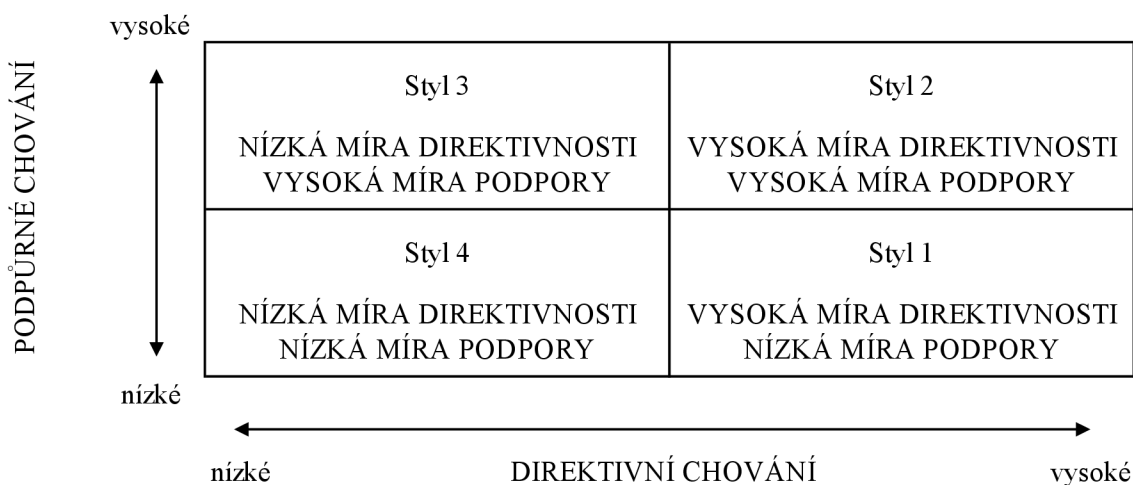 vysoké
PODPŮRNÉ CHOVÁNÍ
Styl 3
NÍZKÁ MÍRA DIREKTIVNOSTI
VYSOKÁ MÍRA PODPORY
Styl 2
VYSOKÁ MÍRA DIREKTIVNOSTI
VYSOKÁ MÍRA PODPORY
Styl 4
NÍZKÁ MÍRA DIREKTIVNOSTI
NÍZKÁ MÍRA PODPORY
Styl 1
VYSOKÁ MÍRA DIREKTIVNOSTI
NÍZKÁ MÍRA PODPORY
nízké
nízké DIREKTIVNÍ CHOVÁNÍ vysoké